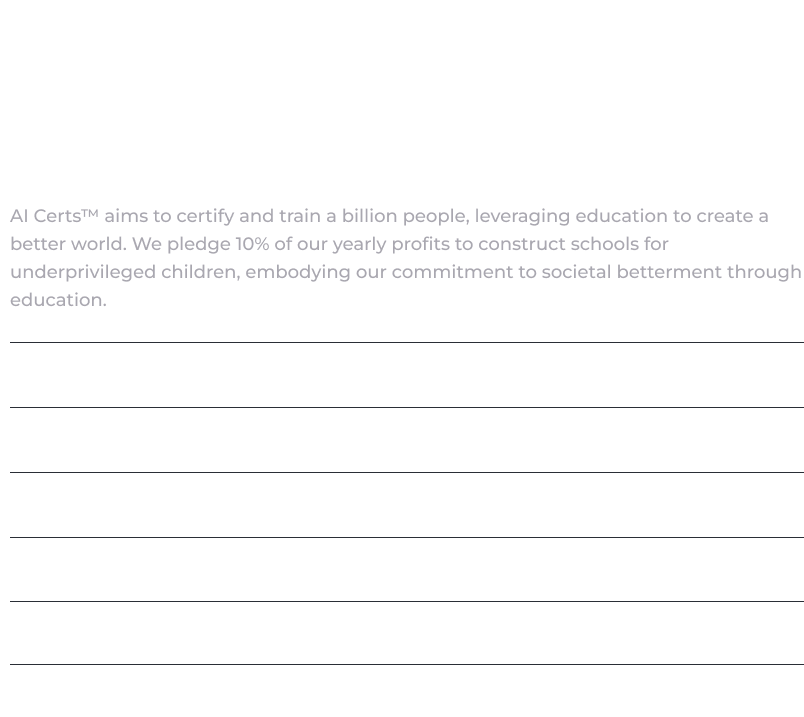 AI Certs™ aims to certify and train a billion people, leveraging education to create a
better world. We pledge 10% of our yearly profits to construct schools for
underprivileged children, embodying our commitment to societal betterment through
education.